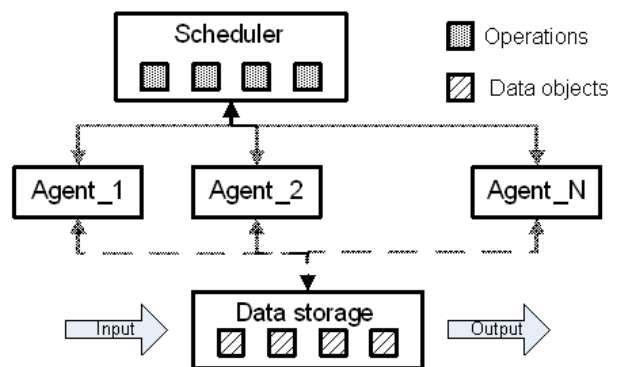 Scheduler
Operations
Data objects
Agent_1
Agent_2
Agent_N
Data storage
Input
Output